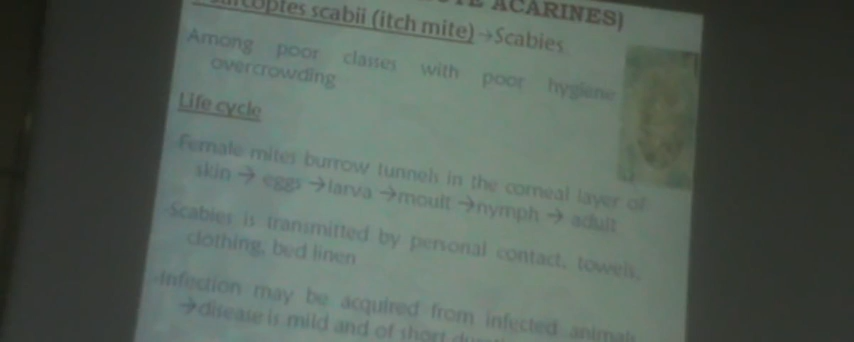 ACARINES)
Sarcoptes scabii (itch mite) →Scabies
Among poor classes with poor hygiene
overcrowding
Life cycle
Female mites burrow tunnels in the corneal layer of
skin → eggs →larva →moult →nymph → adult
Scabies is transmitted by personal contact, towels,
clothing, bed linen
Infection may be acquired from infected animals
→disease is mild and of short